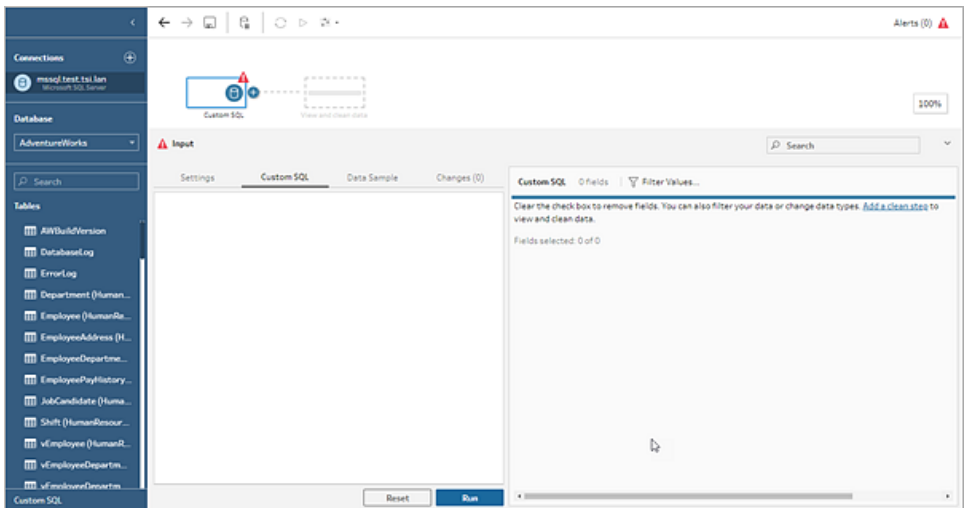 Alerts (0)
Connections
mssql.test.tsi.lan
Microsoft SQL Server
Custom SQL
View and clean data
100%
Database
AdventureWorks
Input
Search
Search
Settings
Custom SQL
Data Sample
Changes (0)
Custom SQL 0 fields Filter Values...
Clear the check box to remove fields. You can also filter your data or change data types. Add a clean step to
view and clean data.
Fields selected: 0 of 0
Tables
AWBuildVersion
DatabaseLog
ErrorLog
Department (Human...
Employee (HumanRe...
EmployeeAddress (H...
EmployeeDepartme...
EmployeePayHistory...
JobCandidate (Huma...
Shift (HumanResour...
vEmployee (HumanR...
vEmployeeDepartm...
vEmployeeDepartm
Custom SQL
Reset
Run